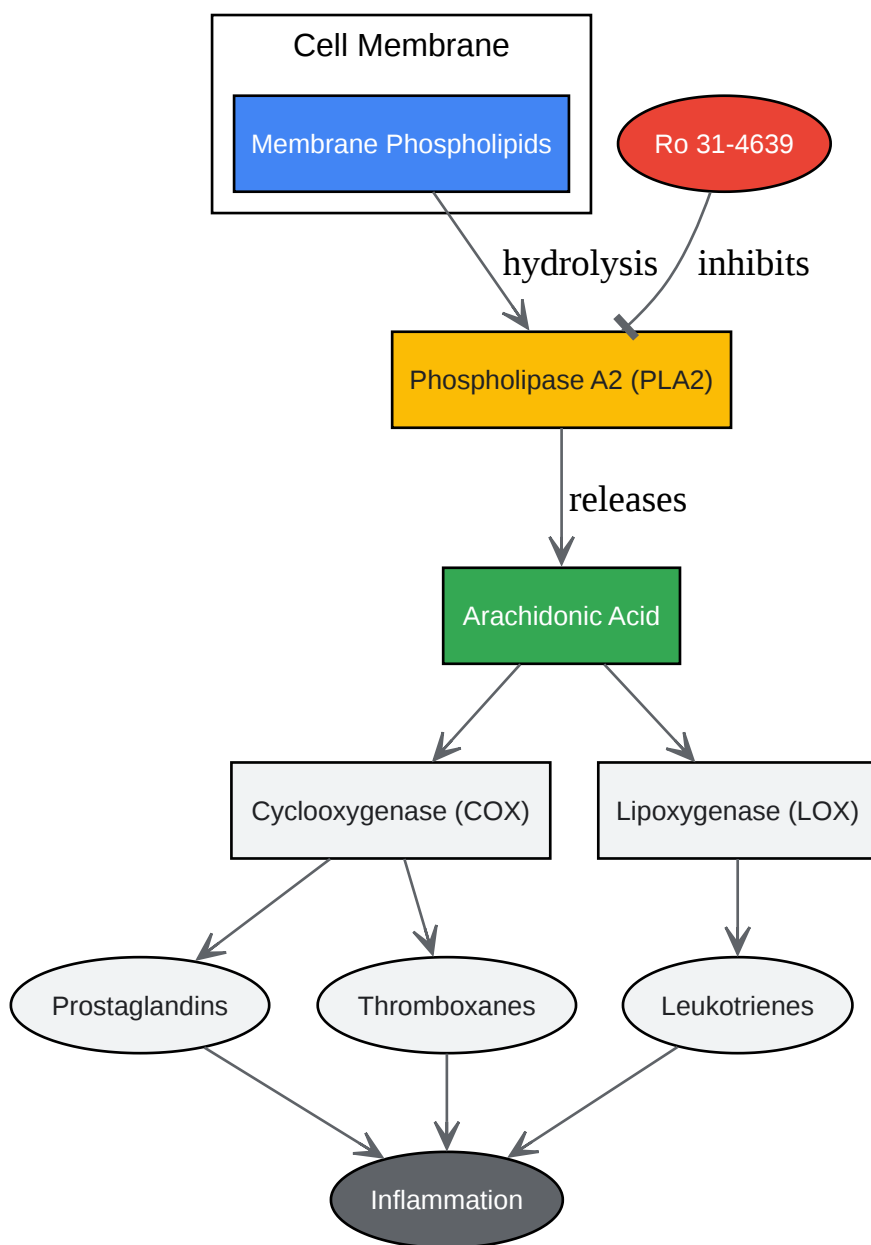 Cell Membrane
Membrane Phospholipids
Ro 31-4639
hydrolysis
inhibits
Phospholipase A2 (PLA2)
releases
Arachidonic Acid
Cyclooxygenase (COX)
Lipoxygenase (LOX)
Prostaglandins
Thromboxanes
Leukotrienes
Inflammation